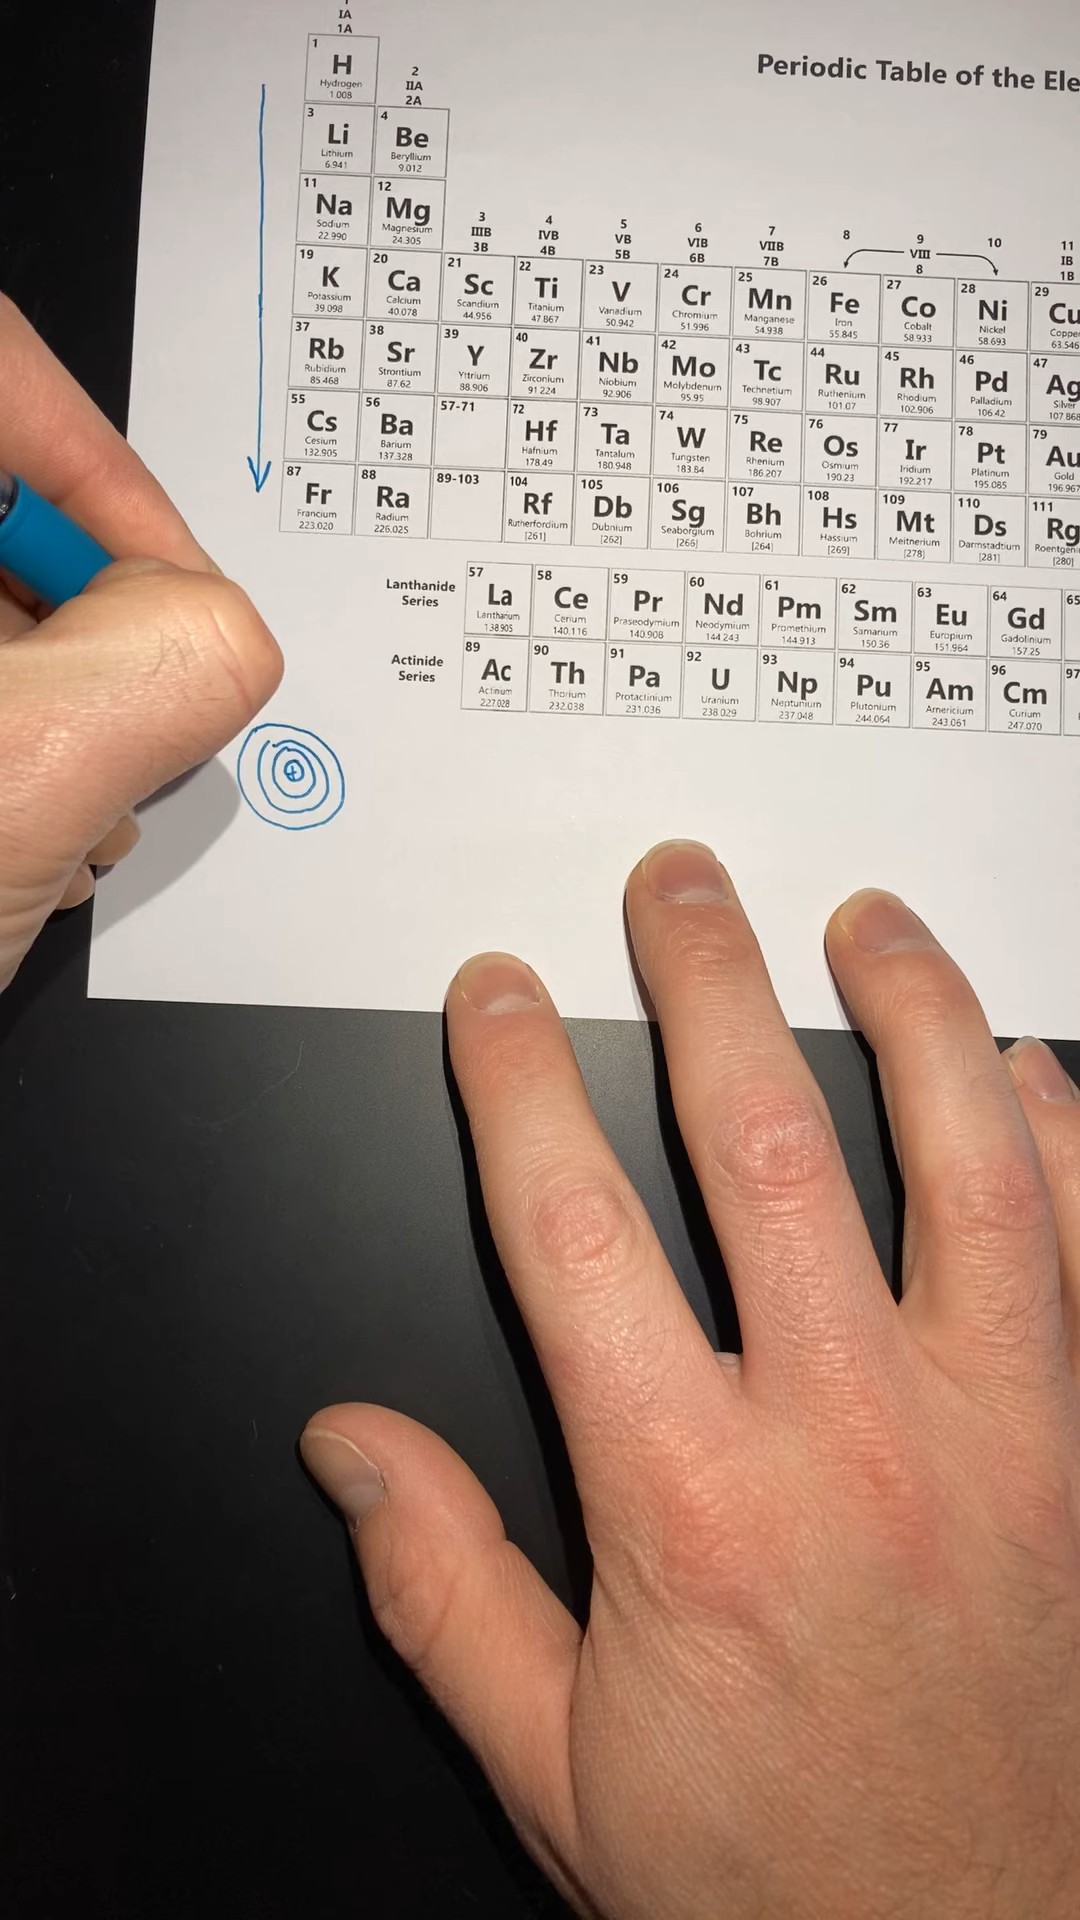 1
IA
1A
Periodic Table of the Ele
1
H
Hydrogen
1.008
2
IIA
2A
3
Li
Lithium
6.941
4
Be
Beryllium
9.012
11
Na
Sodium
22.990
12
Mg
Magnesium
24.305
3
IIIB
3B
4
IVB
4B
5
VB
5B
6
VIB
6B
7
VIIB
7B
8
9
VIII
8
10
11
IB
1B
19
K
Potassium
39.098
20
Ca
Calcium
40.078
21
Sc
Scandium
44.956
22
Ti
Titanium
47.867
23
V
Vanadium
50.942
24
Cr
Chromium
51.996
25
Mn
Manganese
54.938
26
Fe
Iron
55.845
27
Co
Cobalt
58.933
28
Ni
Nickel
58.693
29
Cu
Coppe
63.546
37
Rb
Rubidium
85.468
38
Sr
Strontium
87.62
39
Y
Yttrium
88.906
40
Zr
Zirconium
91.224
41
Nb
Niobium
92.906
42
Mo
Molybdenum
95.95
43
Tc
Technetium
98.907
44
Ru
Ruthenium
101.07
45
Rh
Rhodium
102.906
46
Pd
Palladium
106.42
47
Ag
Silver
107.868
55
Cs
Cesium
132.905
56
Ba
Barium
137.328
57-71
72
Hf
Hafnium
178.49
73
Ta
Tantalum
180.948
74
W
Tungsten
183.84
75
Re
Rhenium
186.207
76
Os
Osmium
190.23
77
Ir
Iridium
192.217
78
Pt
Platinum
195.085
79
Au
Gold
196.967
87
Fr
Francium
223.020
88
Ra
Radium
226.025
89-103
104
Rf
Rutherfordium
[261]
105
Db
Dubnium
[262]
106
Sg
Seaborgium
[266]
107
Bh
Bohrium
[264]
108
Hs
Hassium
[269]
109
Mt
Meitnerium
[278]
110
Ds
Darmstadtium
[281]
111
Rg
Roentgeni
[280]
Lanthanide
Series
57
La
Lanthanum
138.905
58
Ce
Cerium
140.116
59
Pr
Praseodymium
140.908
60
Nd
Neodymium
144.243
61
Pm
Promethium
144.913
62
Sm
Samarium
150.36
63
Eu
Europium
151.964
64
Gd
Gadolinium
157.25
65
Actinide
Series
89
Ac
Actinium
227.028
90
Th
Thorium
232.038
91
Pa
Protactinium
231.036
92
U
Uranium
238.029
93
Np
Neptunium
237.048
94
Pu
Plutonium
244.064
95
Am
Americium
243.061
96
Cm
Curium
247.070
97
+